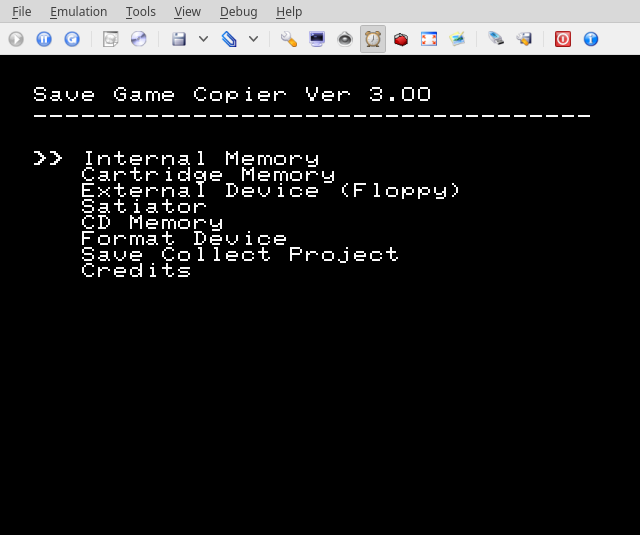 File Emulation Tools View Debug Help
Save Game Copier Ver 3.00
-----------------------------------
>> Internal Memory
Cartridge Memory
External Device (Floppy)
Satiator
CD Memory
Format Device
Save Collect Project
Credits